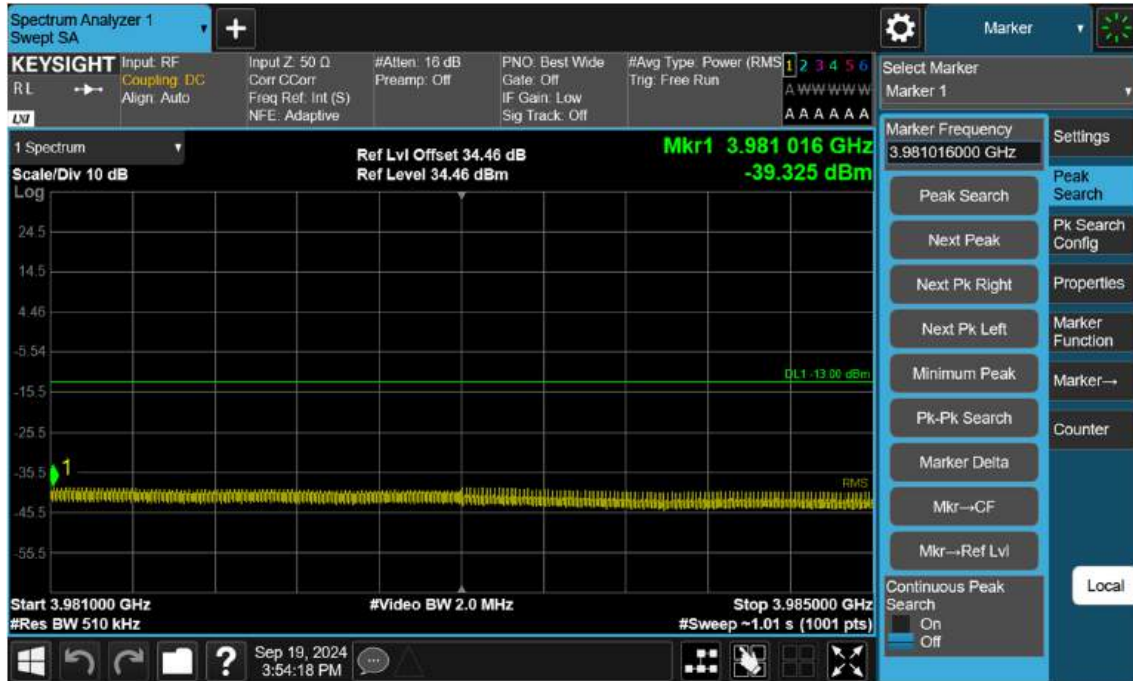 Spectrum Analyzer 1
Swept SA
+
Marker
KEYSIGHT
RL
LXI
Input: RF
Coupling: DC
Align: Auto
Input Z: 50 Ω
Corr CCorr
Freq Ref: Int (S)
NFE: Adaptive
#Atten: 16 dB
Preamp: Off
PNO: Best Wide
Gate: Off
IF Gain: Low
Sig Track: Off
#Avg Type: Power (RMS
Trig: Free Run
1 2 3 4 5 6
A W W W W W
A A A A A A
Select Marker
Marker 1
1 Spectrum
Scale/Div 10 dB
Ref Lvl Offset 34.46 dB
Ref Level 34.46 dBm
Mkr1 3.981 016 GHz
-39.325 dBm
Log
24.5
14.5
4.46
-5.54
-15.5
-25.5
-35.5
-45.5
-55.5
DL1 -13.00 dBm
1
RMS
Start 3.981000 GHz
#Res BW 510 kHz
#Video BW 2.0 MHz
Stop 3.985000 GHz
#Sweep ~1.01 s (1001 pts)
Marker Frequency
3.981016000 GHz
Peak Search
Next Peak
Next Pk Right
Next Pk Left
Minimum Peak
Pk-Pk Search
Marker Delta
Mkr→CF
Mkr→Ref Lvl
Continuous Peak
Search
On
Off
Settings
Peak
Search
Pk Search
Config
Properties
Marker
Function
Marker→
Counter
Local
?
Sep 19, 2024
3:54:18 PM